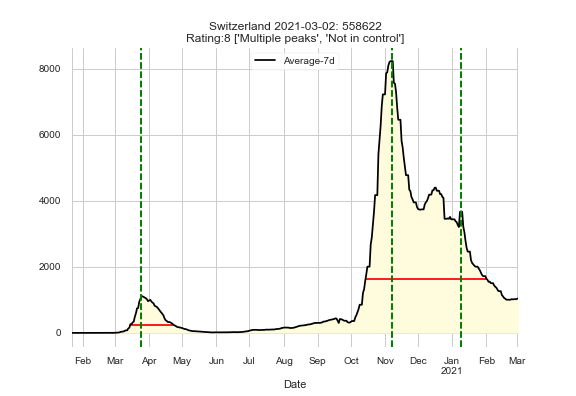 Switzerland 2021-03-02: 558622
Rating:8 ['Multiple peaks', 'Not in control']
Average-7d
8000
6000
4000
2000
0
Feb Mar Apr May Jun Jul Aug Sep Oct Nov Dec Jan Feb Mar
2021
Date